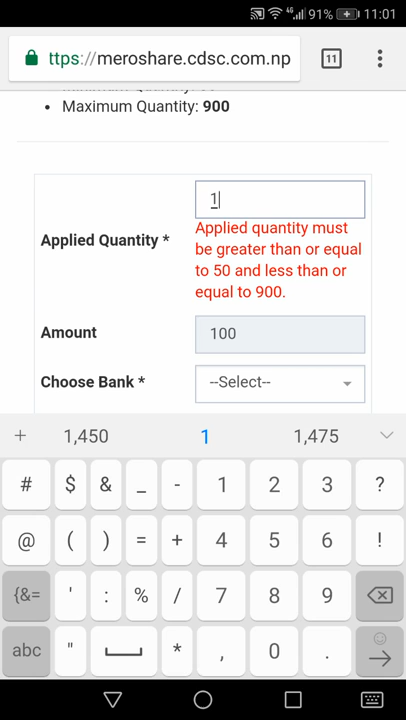 4G 91% 11:01
ttps://meroshare.cdsc.com.np 11
Maximum Quantity: 900
1
Applied Quantity *
Applied quantity must
be greater than or equal
to 50 and less than or
equal to 900.
Amount
100
Choose Bank *
--Select--
+ 1,450 1 1,475
# $ & _ - 1 2 3 ?
@ ( ) = + 4 5 6 !
{&= ' : % / 7 8 9
abc " * , 0 .